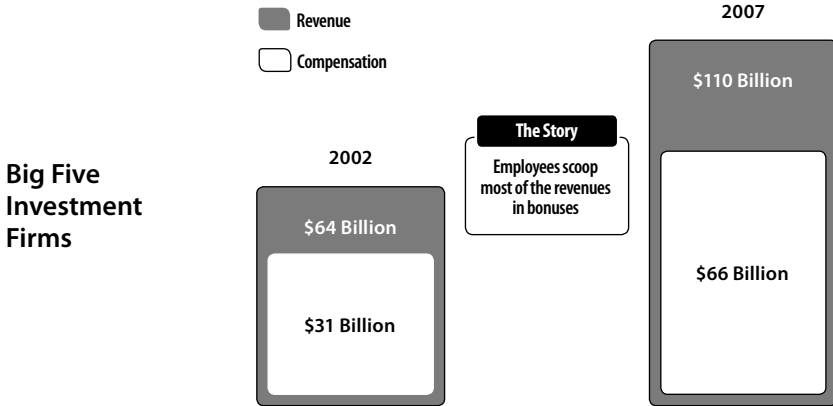 Revenue
Compensation
Big Five
Investment
Firms
2002
$64 Billion
$31 Billion
The Story
Employees scoop
most of the revenues
in bonuses
2007
$110 Billion
$66 Billion